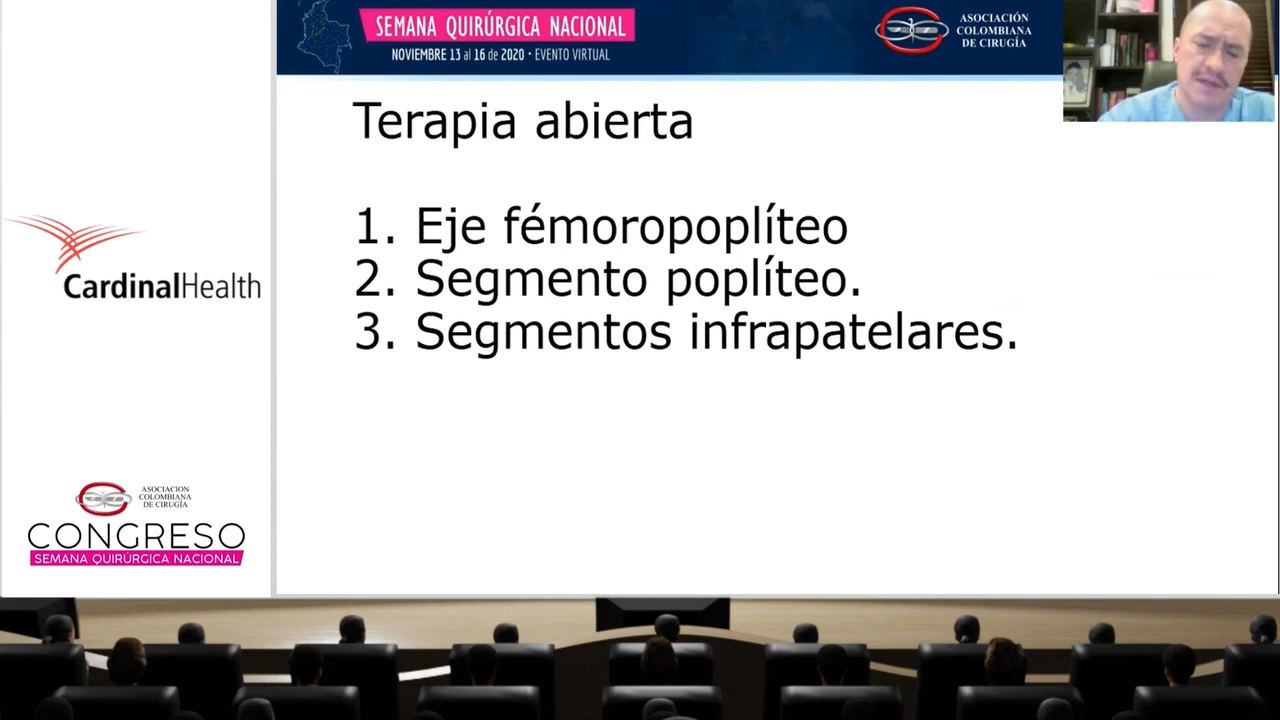 SEMANA QUIRÚRGICA NACIONAL
NOVIEMBRE 13 al 16 de 2020 • EVENTO VIRTUAL
ASOCIACIÓN
COLOMBIANA
DE CIRUGÍA
Terapia abierta
1. Eje fémoropoplíteo
2. Segmento poplíteo.
3. Segmentos infrapatelares.
CardinalHealth
ASOCIACION
COLOMBIANA
DE CIRUGÍA
CONGRESO
SEMANA QUIRÚRGICA NACIONAL